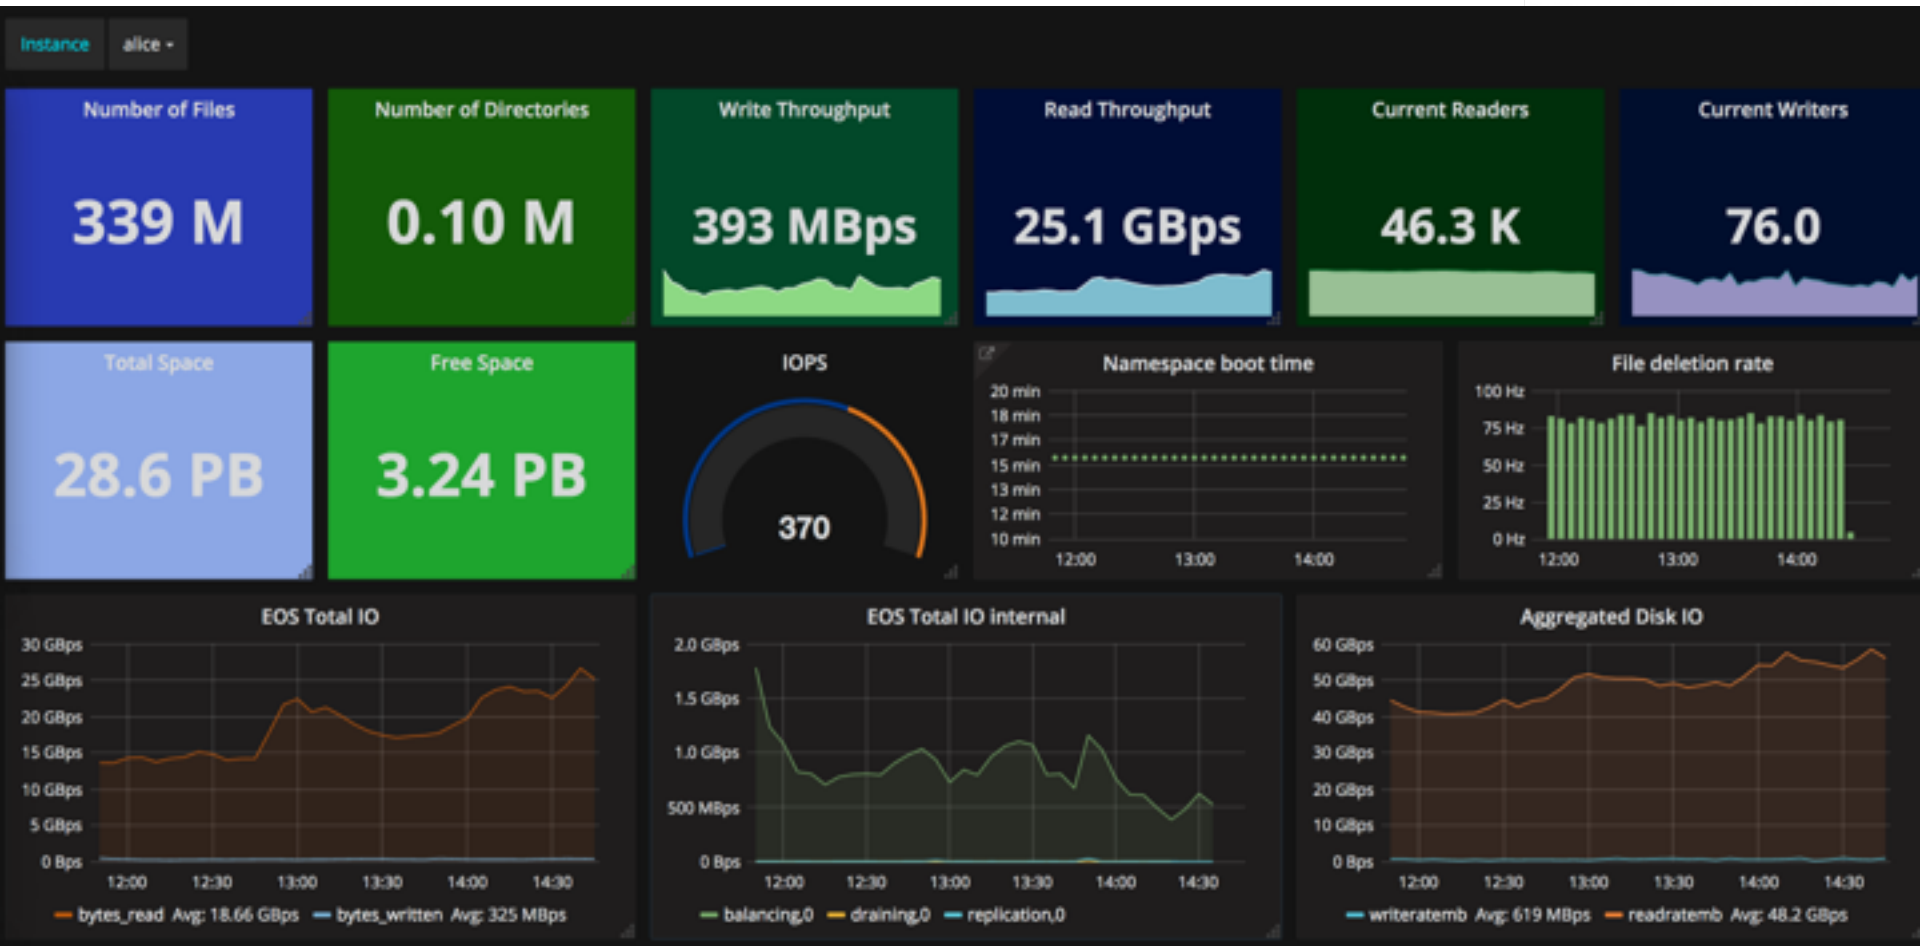 Instance alice
Number of Files
339 M
Number of Directories
0.10 M
Write Throughput
393 MBps
Read Throughput
25.1 GBps
Current Readers
46.3 K
Current Writers
76.0
Total Space
28.6 PB
Free Space
3.24 PB
IOPS
370
Namespace boot time
20 min
18 min
17 min
15 min
13 min
12 min
10 min
12:00 13:00 14:00
File deletion rate
100 Hz
75 Hz
50 Hz
25 Hz
0 Hz
12:00 13:00 14:00
EOS Total IO
30 GBps
25 GBps
20 GBps
15 GBps
10 GBps
5 GBps
0 Bps
12:00 12:30 13:00 13:30 14:00 14:30
bytes_read Avg: 18.66 GBps bytes_written Avg: 325 MBps
EOS Total IO internal
2.0 GBps
1.5 GBps
1.0 GBps
500 MBps
0 Bps
12:00 12:30 13:00 13:30 14:00 14:30
balancing,0 draining,0 replication,0
Aggregated Disk IO
60 GBps
50 GBps
40 GBps
30 GBps
20 GBps
10 GBps
0 Bps
12:00 12:30 13:00 13:30 14:00 14:30
writeratemb Avg: 619 MBps readratemb Avg: 48.2 GBps